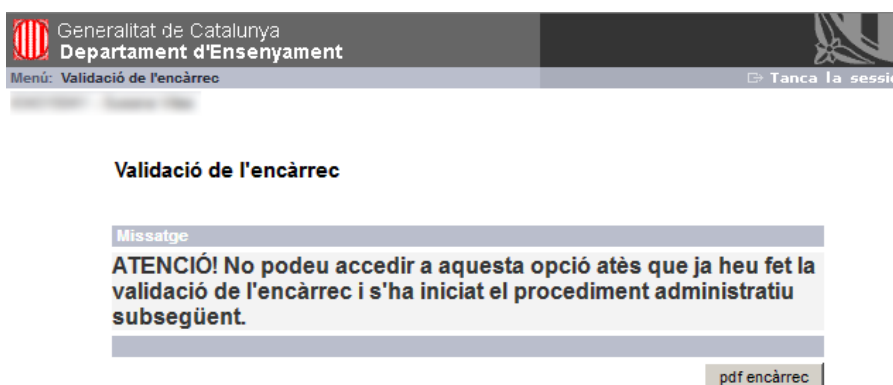 Generalitat de Catalunya
Departament d'Ensenyament
Menú: Validació de l'encàrrec
Tanca la sessi
Validació de l'encàrrec
Missatge
ATENCIÓ! No podeu accedir a aquesta opció atès que ja heu fet la
validació de l'encàrrec i s'ha iniciat el procediment administratiu
subsegüent.
pdf encàrrec